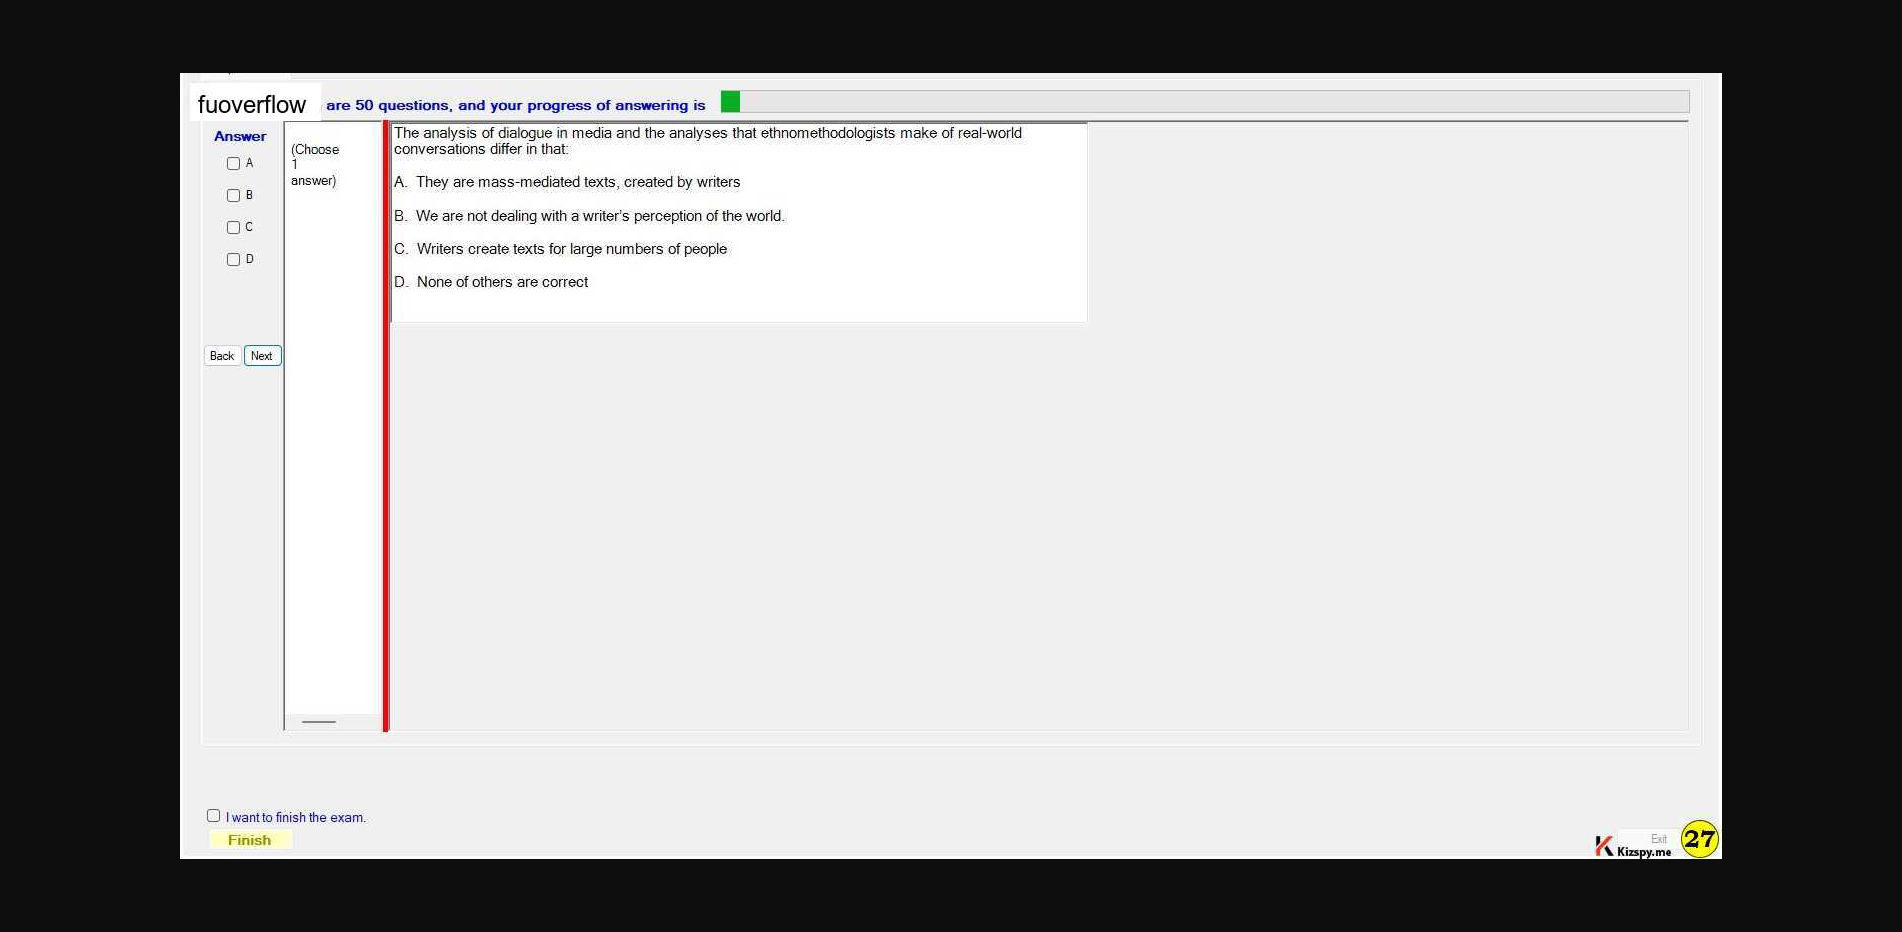 fuoverflow are 50 questions, and your progress of answering is
Answer
A
B
C
D
Back Next
(Choose
1
answer)
The analysis of dialogue in media and the analyses that ethnomethodologists make of real-world
conversations differ in that:
A. They are mass-mediated texts, created by writers
B. We are not dealing with a writer's perception of the world.
C. Writers create texts for large numbers of people
D. None of others are correct
I want to finish the exam.
Finish
Exit
Kizspy.me
27